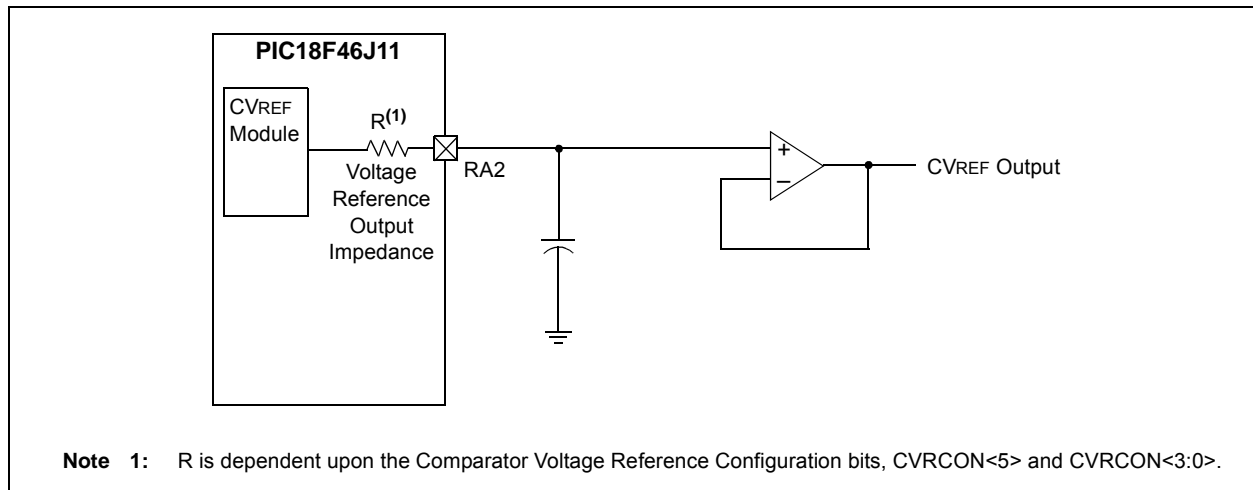 PIC18F46J11
CVREF
Module
R(1)
Voltage
Reference
Output
Impedance
RA2
+
–
CVREF Output
Note 1: R is dependent upon the Comparator Voltage Reference Configuration bits, CVRCON<5> and CVRCON<3:0>.